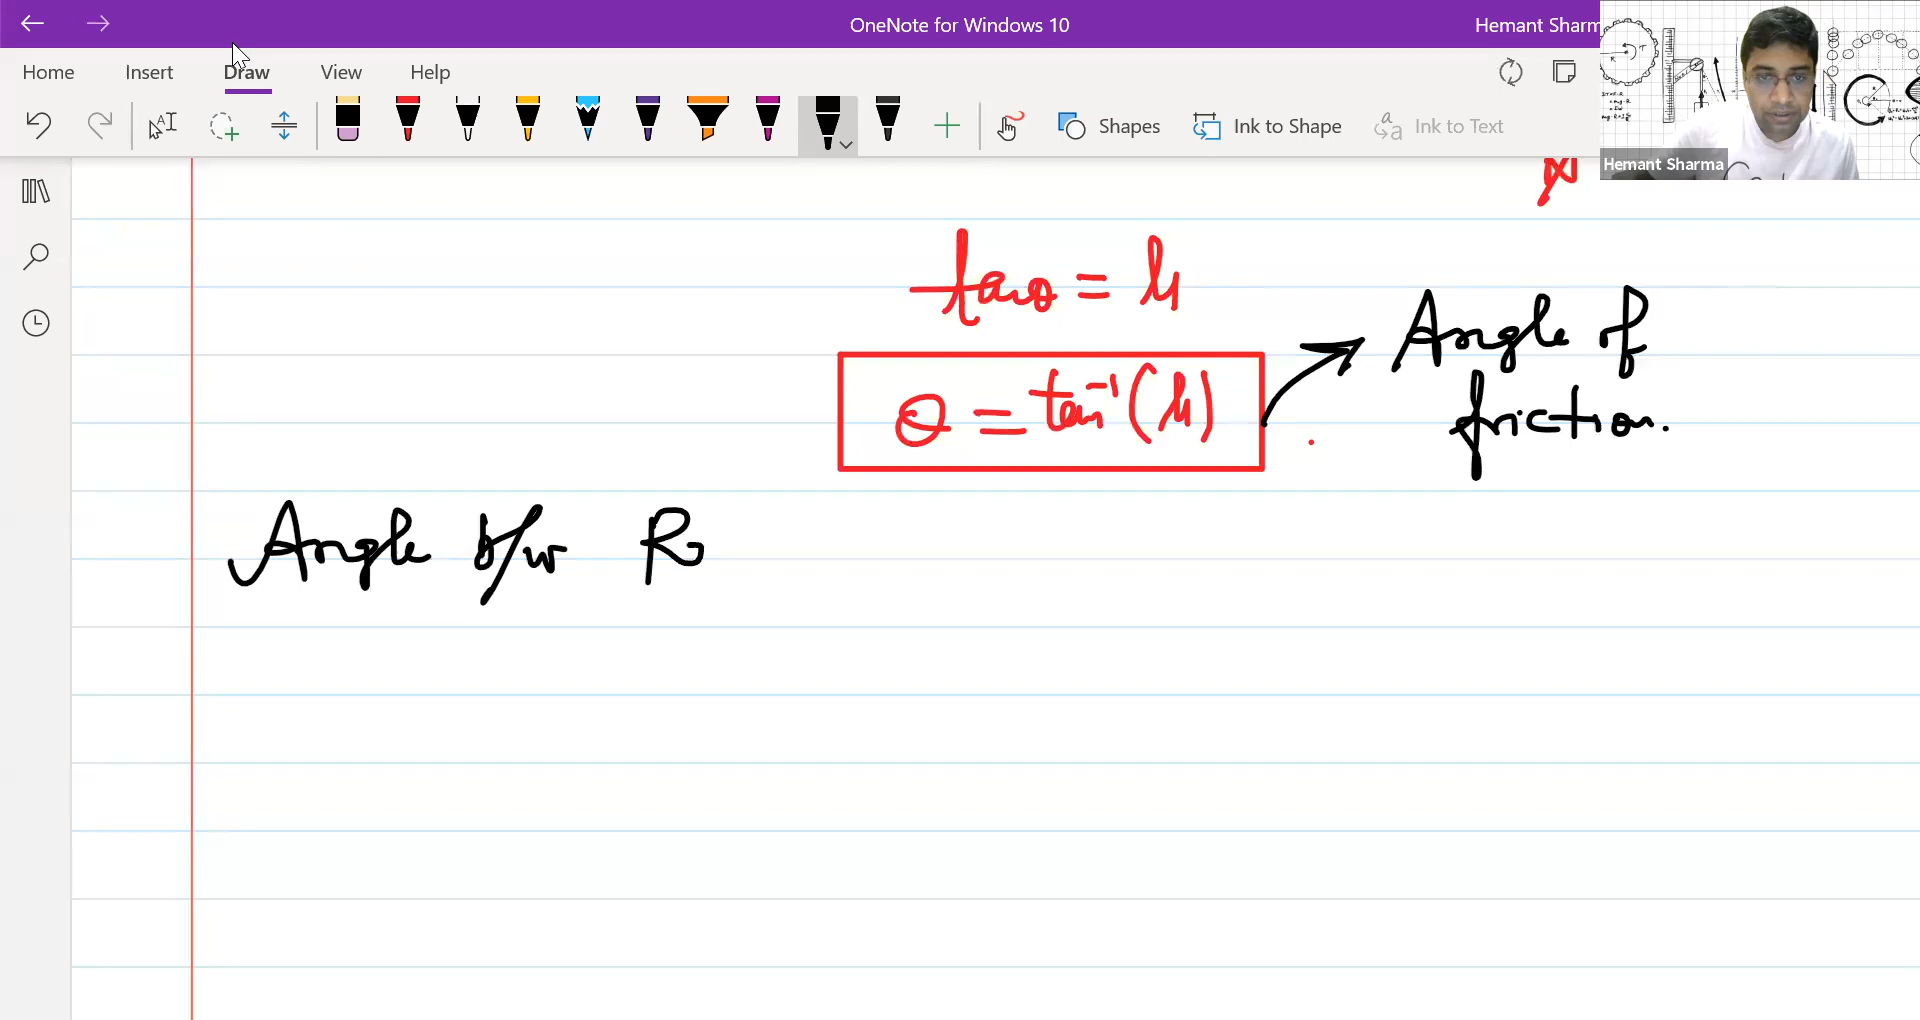 OneNote for Windows 10
Hemant Sharm
Home Insert Draw View Help
Shapes Ink to Shape Ink to Text
Hemant Sharma
tanθ = μ
θ = tan⁻¹(μ)
Angle of
friction.
Angle b/w R